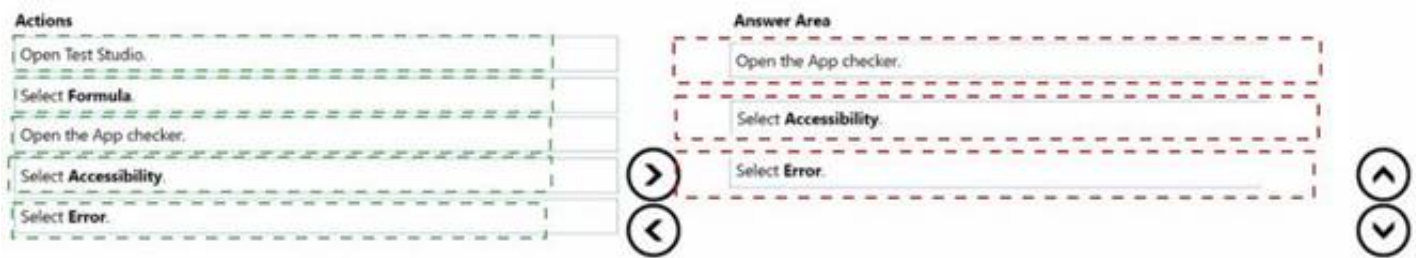 Actions
Open Test Studio.
Select Formula.
Open the App checker.
Select Accessibility.
Select Error.
Answer Area
Open the App checker.
Select Accessibility.
Select Error.